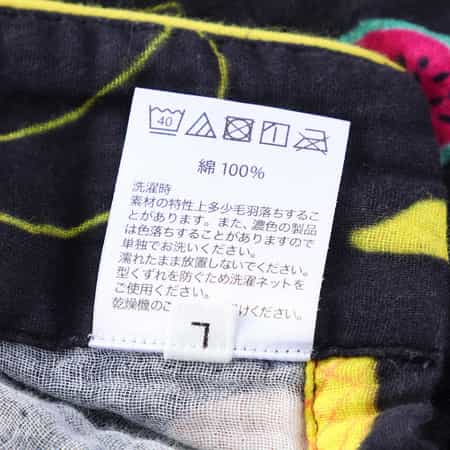 40
綿 100%
洗濯時
素材の特性上多少毛羽落ちするこ
とがあります。また、濃色の製品
は色落ちすることがありますので
単独でお洗いください。
濡れたまま放置しないでください。
型くずれを防ぐため洗濯ネットを
ご使用ください。
乾燥機のご けください。
L